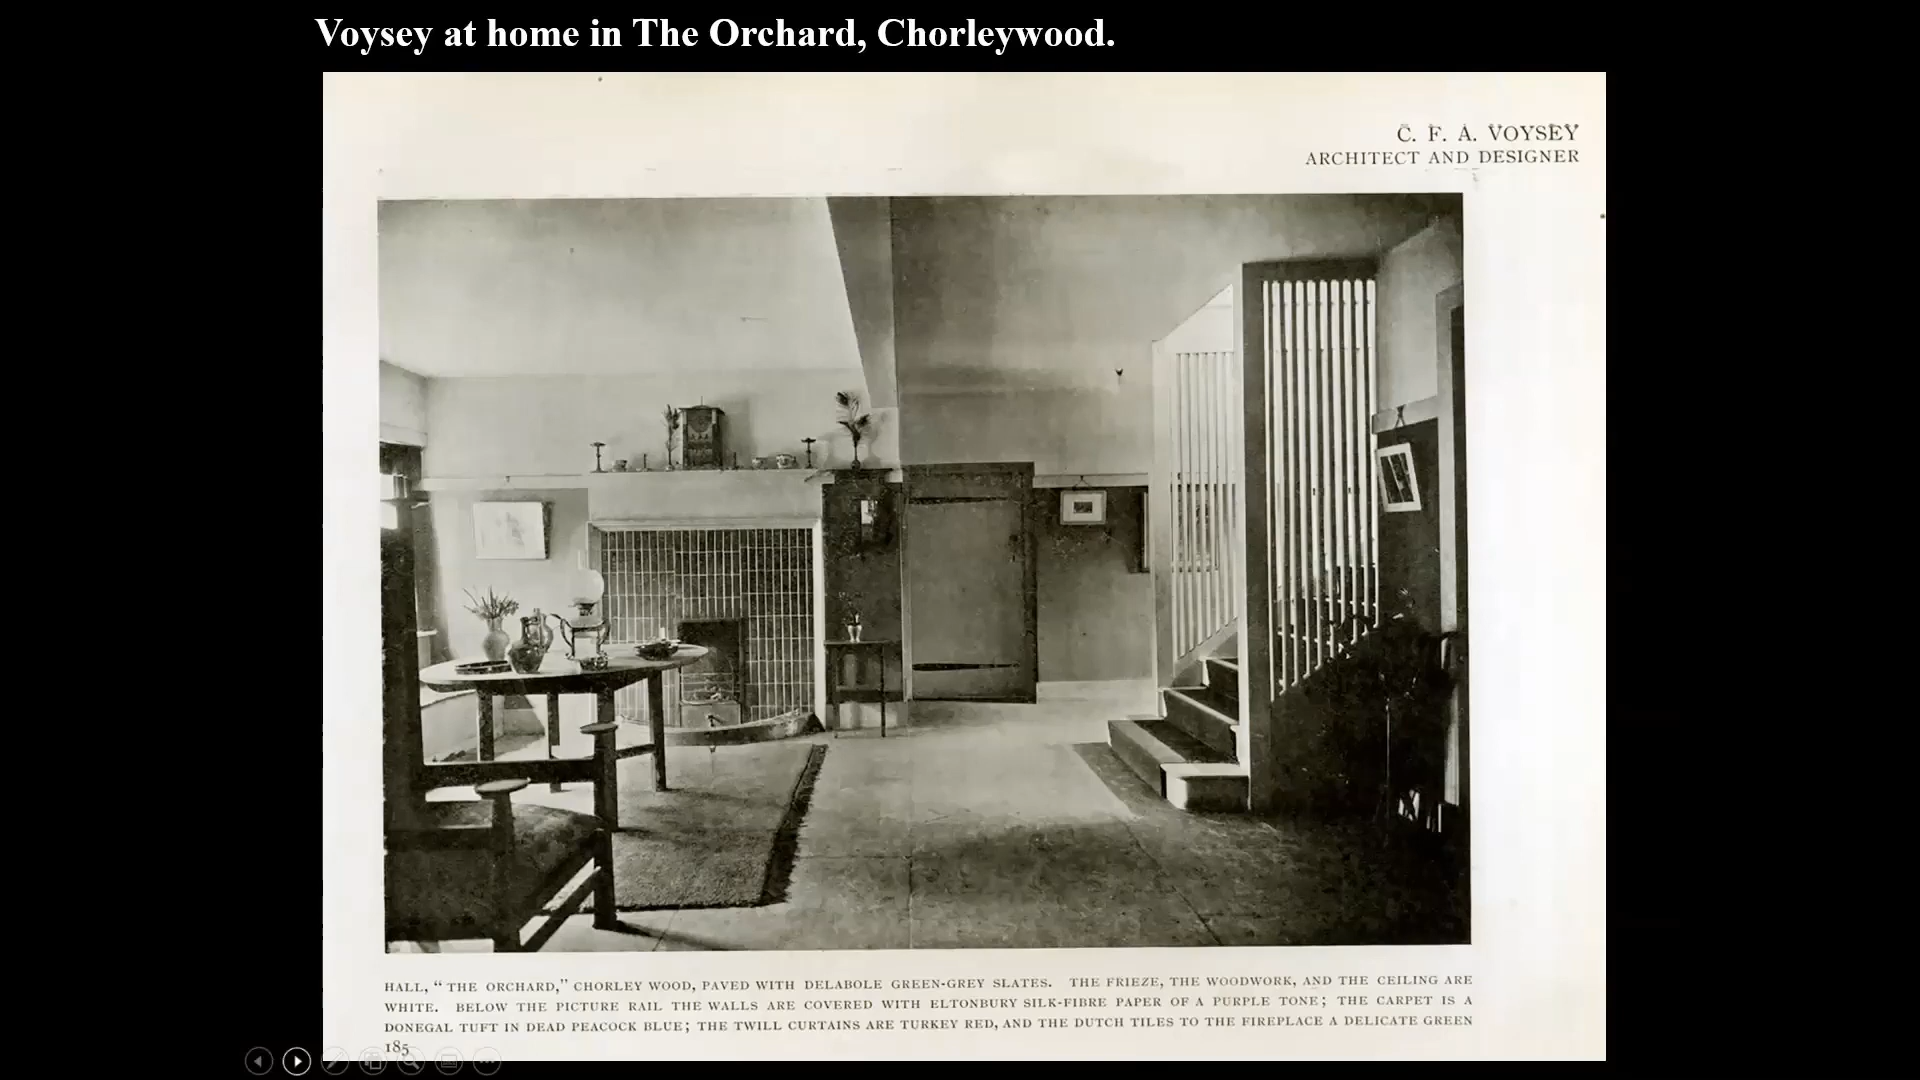 Voysey at home in The Orchard, Chorleywood.
C. F. A. VOYSEY
ARCHITECT AND DESIGNER
HALL, “THE ORCHARD,” CHORLEY WOOD, PAVED WITH DELABOLE GREEN-GREY SLATES. THE FRIEZE, THE WOODWORK, AND THE CEILING ARE
WHITE. BELOW THE PICTURE RAIL THE WALLS ARE COVERED WITH ELTONBURY SILK-FIBRE PAPER OF A PURPLE TONE; THE CARPET IS A
DONEGAL TUFT IN DEAD PEACOCK BLUE; THE TWILL CURTAINS ARE TURKEY RED, AND THE DUTCH TILES TO THE FIREPLACE A DELICATE GREEN
185